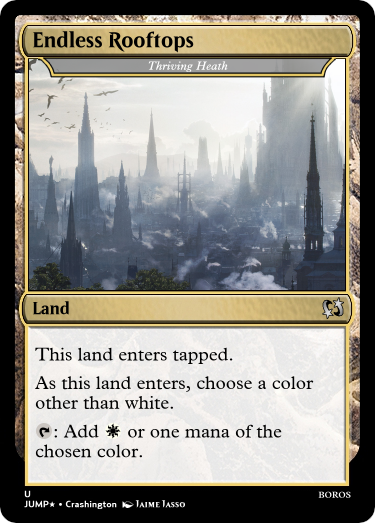 Endless Rooftops
Thriving Heath
Land
This land enters tapped.
As this land enters, choose a color
other than white.
: Add or one mana of the
chosen color.
U
BOROS
JUMP★ • Crashington Jaime Jasso